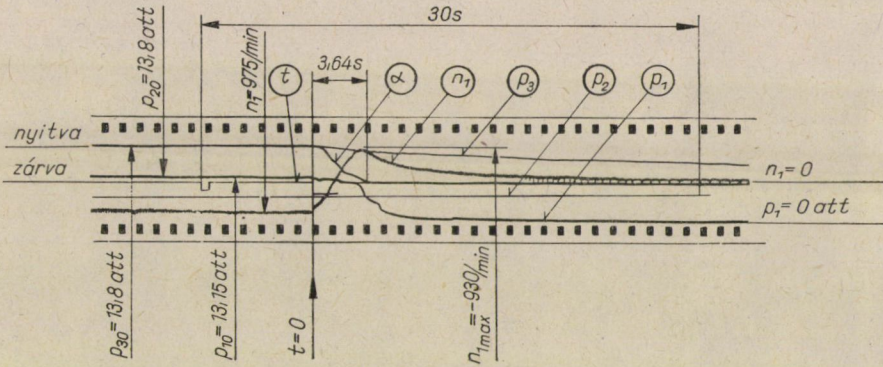 30s
p₂₀=13,8 att
n₁=975/min
t
3,64s
α
n₁
p₃
p₂
p₁
nyitva
zárva
n₁=0
p₁=0 att
p₃₀=13,8 att
p₁₀=13,15 att
t=0
n₁max=-930/min